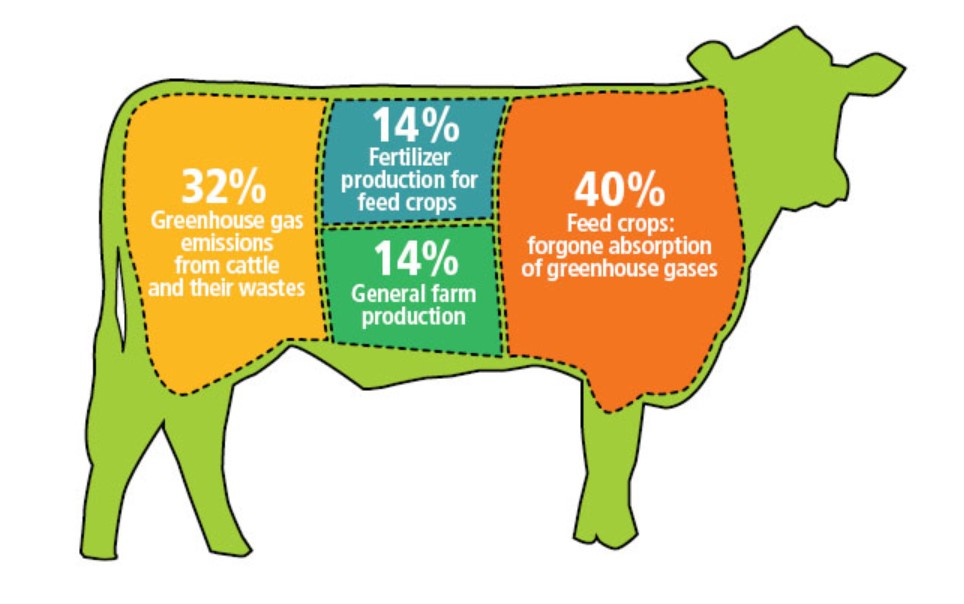 32%
Greenhouse gas
emissions
from cattle
and their wastes
14%
Fertilizer
production for
feed crops
14%
General farm
production
40%
Feed crops:
forgone absorption
of greenhouse gases